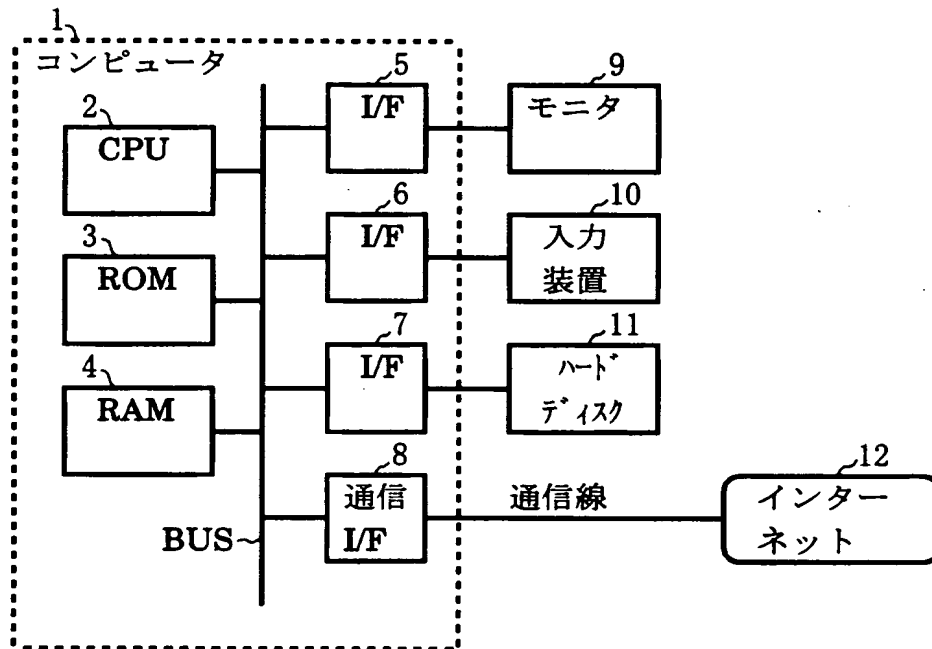 1
コンピュータ
2
CPU
3
ROM
4
RAM
BUS
5
I/F
6
I/F
7
I/F
8
通信
I/F
9
モニタ
10
入力
装置
11
ハード
ディスク
通信線
12
インター
ネット